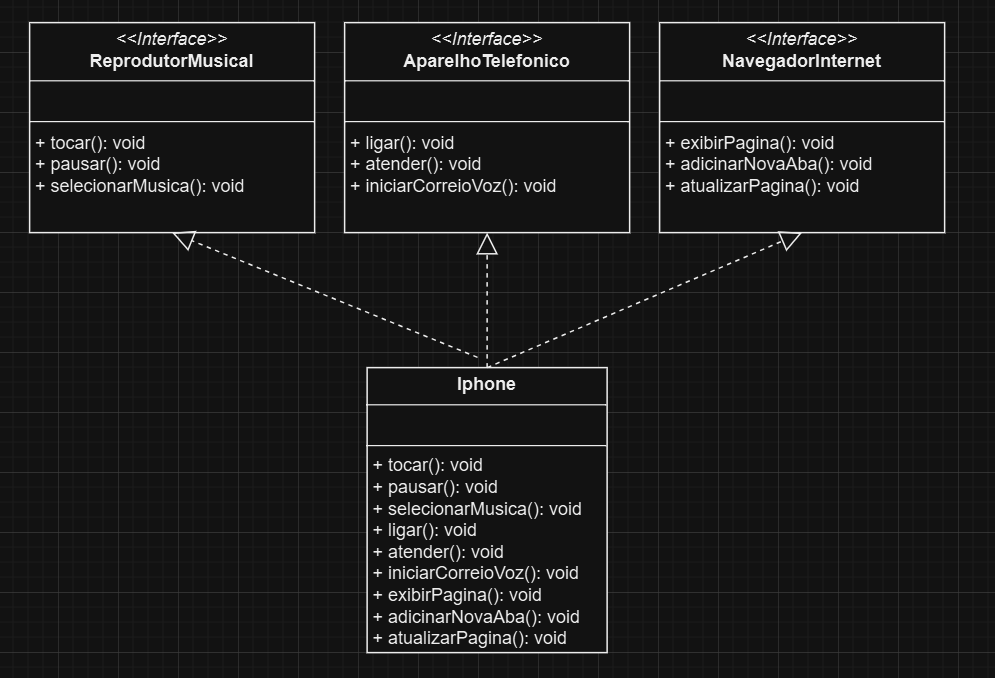 <<Interface>>
ReprodutorMusical
+ tocar(): void
+ pausar(): void
+ selecionarMusica(): void
<<Interface>>
AparelhoTelefonico
+ ligar(): void
+ atender(): void
+ iniciarCorreioVoz(): void
<<Interface>>
NavegadorInternet
+ exibirPagina(): void
+ adicinarNovaAba(): void
+ atualizarPagina(): void
Iphone
+ tocar(): void
+ pausar(): void
+ selecionarMusica(): void
+ ligar(): void
+ atender(): void
+ iniciarCorreioVoz(): void
+ exibirPagina(): void
+ adicinarNovaAba(): void
+ atualizarPagina(): void